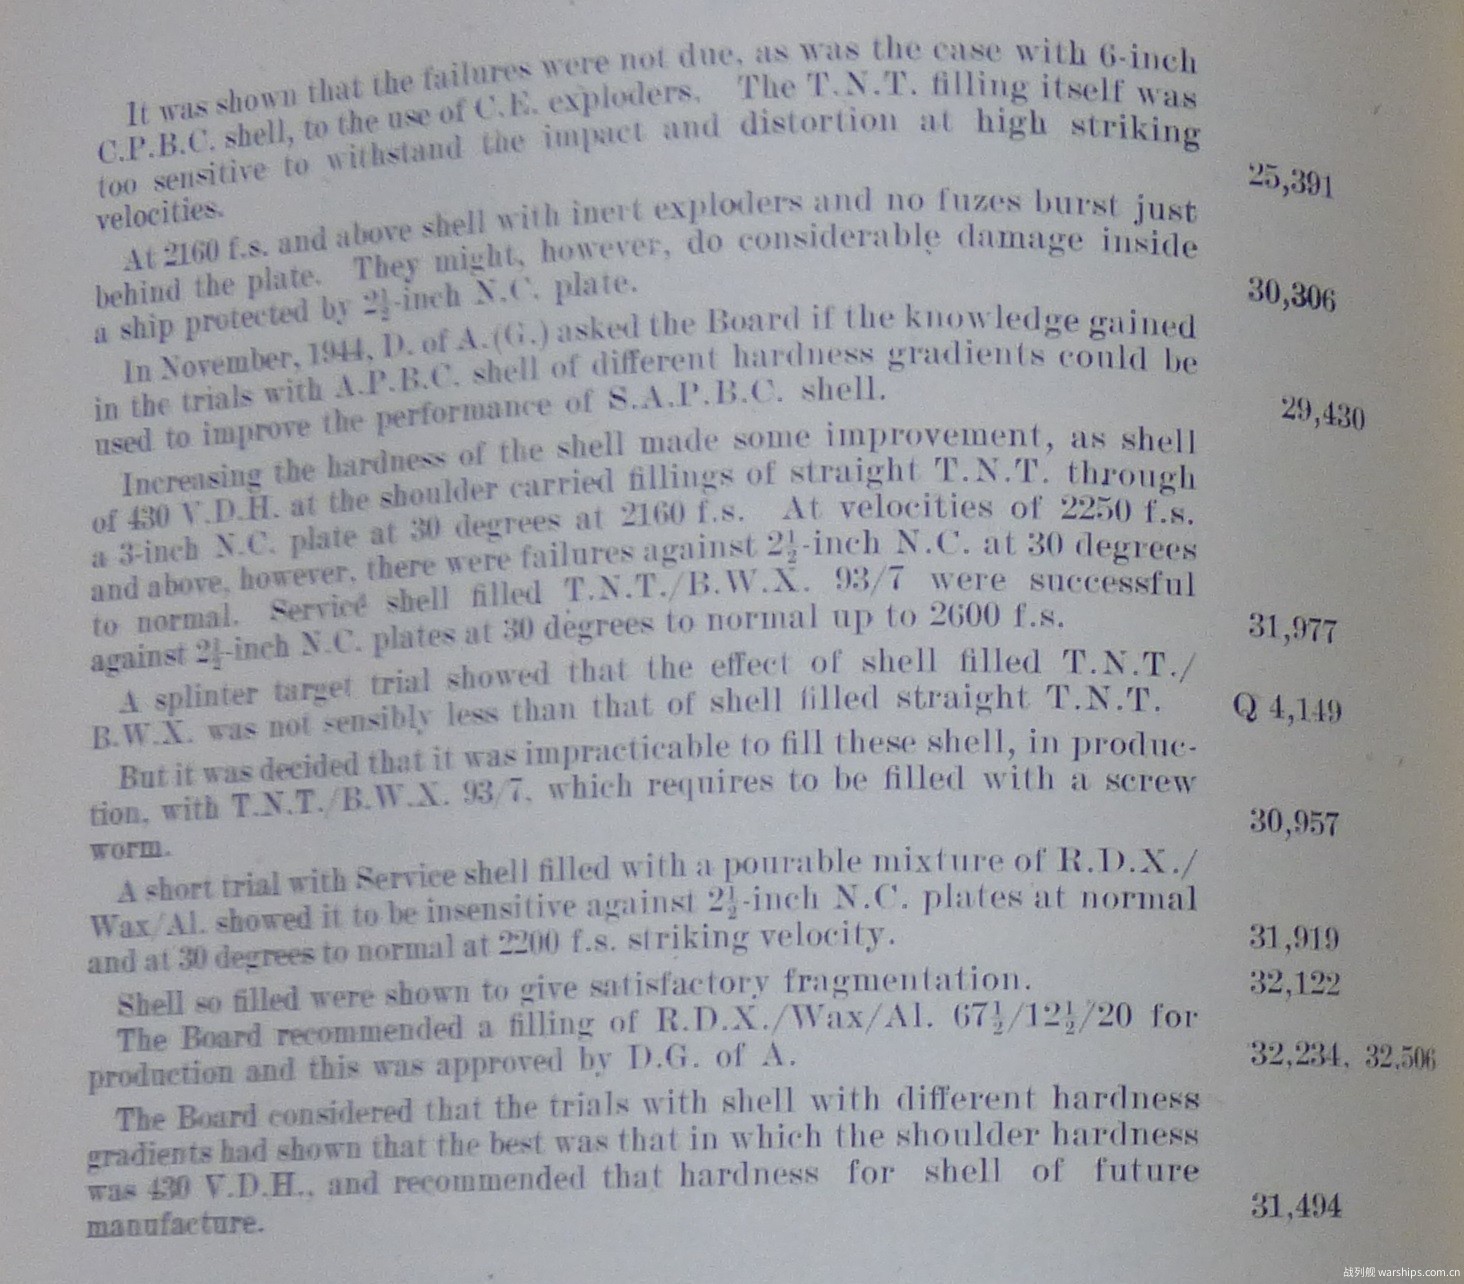 It was shown that the failures were not due, as was the case with 6-inch
C.P.B.C. shell, to the use of C.E. exploders. The T.N.T. filling itself was
too sensitive to withstand the impact and distortion at high striking
velocities.
25,391
At 2160 f.s. and above shell with inert exploders and no fuzes burst just
behind the plate. They might, however, do considerable damage inside
a ship protected by 2½-inch N.C. plate.
30,306
In November, 1944, D. of A.(G.) asked the Board if the knowledge gained
in the trials with A.P.B.C. shell of different hardness gradients could be
used to improve the performance of S.A.P.B.C. shell.
29,430
Increasing the hardness of the shell made some improvement, as shell
of 430 V.D.H. at the shoulder carried fillings of straight T.N.T. through
a 3-inch N.C. plate at 30 degrees at 2160 f.s. At velocities of 2250 f.s.
and above, however, there were failures against 2½-inch N.C. at 30 degrees
to normal. Service shell filled T.N.T./B.W.X. 93/7 were successful
against 2½-inch N.C. plates at 30 degrees to normal up to 2600 f.s.
31,977
A splinter target trial showed that the effect of shell filled T.N.T./
B.W.X. was not sensibly less than that of shell filled straight T.N.T.
Q 4,149
But it was decided that it was impracticable to fill these shell, in produc-
tion, with T.N.T./B.W.X. 93/7, which requires to be filled with a screw
worm.
30,957
A short trial with Service shell filled with a pourable mixture of R.D.X./
Wax/Al. showed it to be insensitive against 2½-inch N.C. plates at normal
and at 30 degrees to normal at 2200 f.s. striking velocity.
31,919
Shell so filled were shown to give satisfactory fragmentation.
32,122
The Board recommended a filling of R.D.X./Wax/Al. 67½/12½/20 for
production and this was approved by D.G. of A.
32,234, 32,506
The Board considered that the trials with shell with different hardness
gradients had shown that the best was that in which the shoulder hardness
was 430 V.D.H., and recommended that hardness for shell of future
manufacture.
31,494
战列舰 warships.com.cn